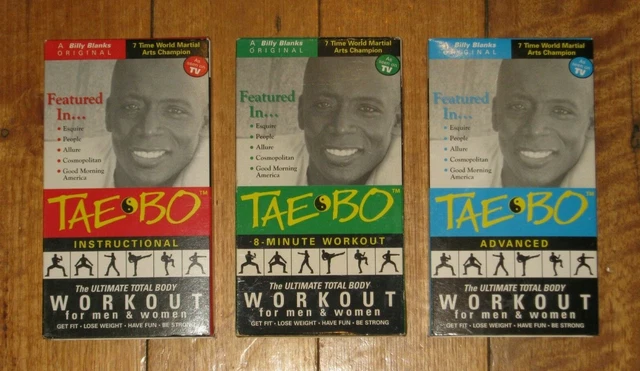 A Billy Blanks
ORIGINAL
7 Time World Martial
Arts Champion
As
SEEN ON
TV
Featured
In...
• Esquire
• People
• Allure
• Cosmopolitan
• Good Morning
America
TAE BO™
INSTRUCTIONAL
The ULTIMATE TOTAL BODY
WORKOUT
for men & women
GET FIT • LOSE WEIGHT • HAVE FUN • BE STRONG
A Billy Blanks
ORIGINAL
7 Time World Martial
Arts Champion
As
SEEN ON
TV
Featured
In...
• Esquire
• People
• Allure
• Cosmopolitan
• Good Morning
America
TAE BO™
8-MINUTE WORKOUT
The ULTIMATE TOTAL BODY
WORKOUT
for men & women
GET FIT • LOSE WEIGHT • HAVE FUN • BE STRONG
A Billy Blanks
ORIGINAL
7 Time World Martial
Arts Champion
As
SEEN ON
TV
Featured
In...
• Esquire
• People
• Allure
• Cosmopolitan
• Good Morning
America
TAE BO™
ADVANCED
The ULTIMATE TOTAL BODY
WORKOUT
for men & women
GET FIT • LOSE WEIGHT • HAVE FUN • BE STRONG